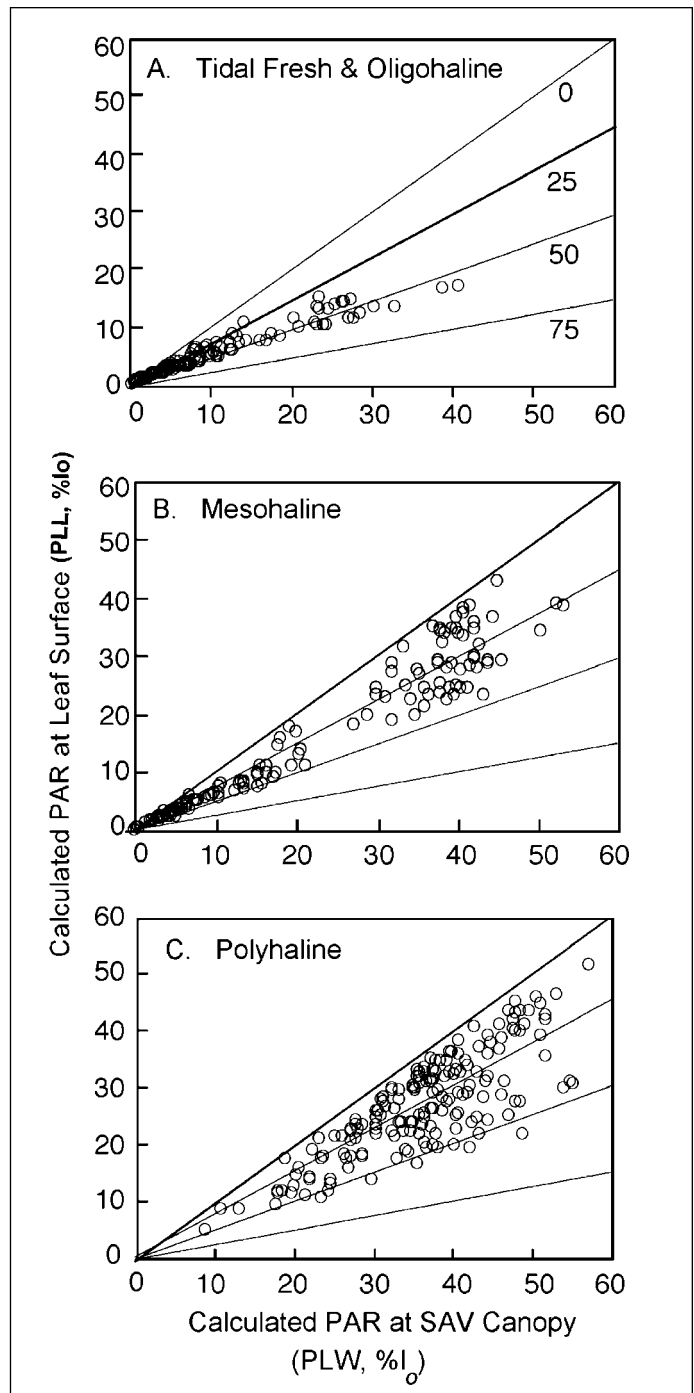 Calculated PAR at Leaf Surface (PLL, %Io)
A. Tidal Fresh & Oligohaline
60
50
40
30
20
10
0
0
25
50
75
0 10 20 30 40 50 60
B. Mesohaline
60
50
40
30
20
10
0
0 10 20 30 40 50 60
C. Polyhaline
60
50
40
30
20
10
0
0 10 20 30 40 50 60
Calculated PAR at SAV Canopy
(PLW, %Io)